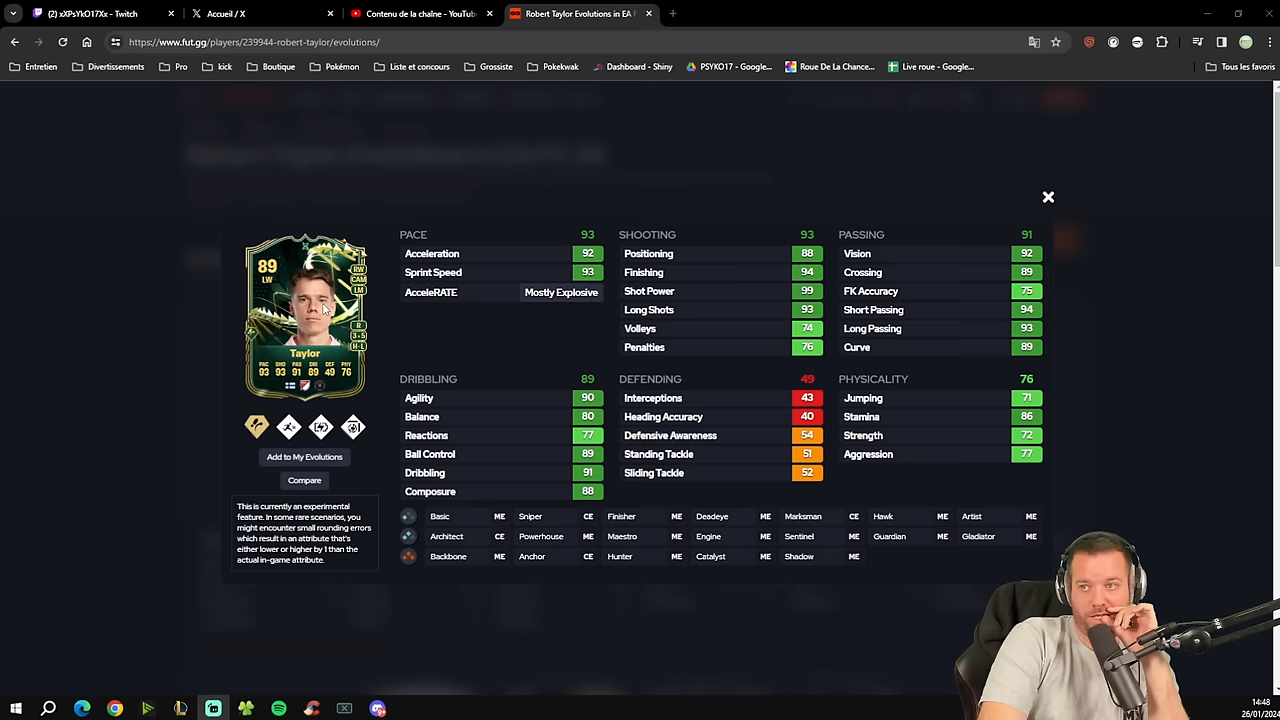 (2) xXPsYkO17Xx - Twitch
Accueil / X
Contenu de la chaîne - YouTub
Robert Taylor Evolutions in EA F
https://www.fut.gg/players/239944-robert-taylor/evolutions/
Entretien Divertissements Pro kick Boutique Pokémon Liste et concours Grossiste Pokekwak Dashboard - Shiny PSYKO17 - Google... Roue De La Chance... Live roue - Google... Tous les favoris
89
LW
RW
CAM
LM
R
3-5
H-L
Taylor
PAC SHO PAS DRI DEF PHY
93 93 91 89 49 76
Add to My Evolutions
Compare
This is currently an experimental
feature. In some rare scenarios, you
might encounter small rounding errors
which result in an attribute that's
either lower or higher by 1 than the
actual in-game attribute.
PACE 93
Acceleration 92
Sprint Speed 93
AcceleRATE Mostly Explosive
SHOOTING 93
Positioning 88
Finishing 94
Shot Power 99
Long Shots 93
Volleys 74
Penalties 76
PASSING 91
Vision 92
Crossing 89
FK Accuracy 75
Short Passing 94
Long Passing 93
Curve 89
DRIBBLING 89
Agility 90
Balance 80
Reactions 77
Ball Control 89
Dribbling 91
Composure 88
DEFENDING 49
Interceptions 43
Heading Accuracy 40
Defensive Awareness 54
Standing Tackle 51
Sliding Tackle 52
PHYSICALITY 76
Jumping 71
Stamina 86
Strength 72
Aggression 77
Basic ME Sniper CE Finisher ME Deadeye ME Marksman CE Hawk ME Artist ME
Architect CE Powerhouse ME Maestro ME Engine ME Sentinel ME Guardian ME Gladiator ME
Backbone ME Anchor CE Hunter ME Catalyst ME Shadow ME
14:48
26/01/2024